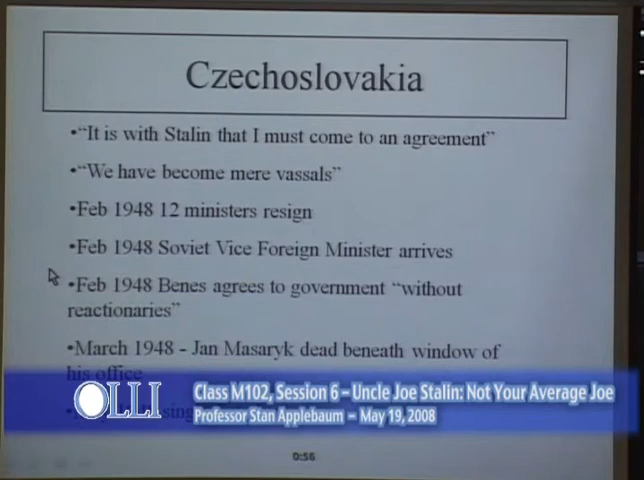 Czechoslovakia
•“It is with Stalin that I must come to an agreement”
•“We have become mere vassals”
•Feb 1948 12 ministers resign
•Feb 1948 Soviet Vice Foreign Minister arrives
•Feb 1948 Benes agrees to government “without
reactionaries”
•March 1948 - Jan Masaryk dead beneath window of
his office
OLLI
Class M102, Session 6 – Uncle Joe Stalin: Not Your Average Joe
Professor Stan Applebaum – May 19, 2008
0:56